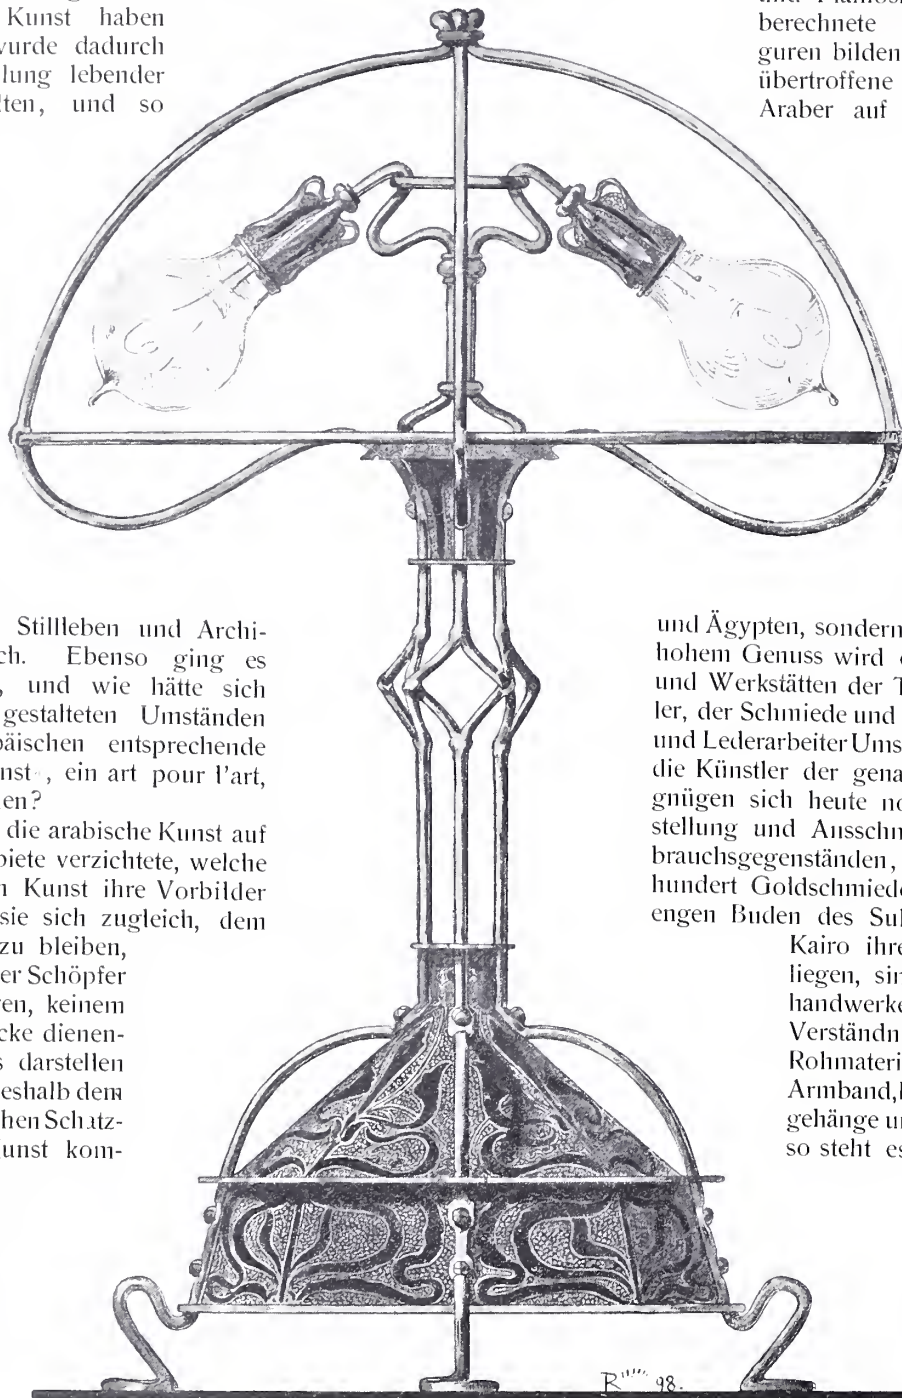 Kunst haben
wurde dadurch
lung lebender
lten, und so
Stillleben und Archi-
ch. Ebenso ging es
, und wie hätte sich
gestalteten Umständen
päischen entsprechende
nst , ein art pour l'art,
en?
die arabische Kunst auf
biete verzichtete, welche
n Kunst ihre Vorbilder
sie sich zugleich, dem
zu bleiben,
er Schöpfer
en, keinem
cke dienen-
s darstellen
eshalb dem
chen Schatz-
unst kom-
berechnete
guren bilden
übertroffene
Araber auf
und Ägypten, sondern
hohem Genuss wird
und Werkstätten der T
ler, der Schmiede und
und Lederarbeiter Ums
die Künstler der gena
gnügen sich heute no
stellung und Ausschm
brauchsgegenständen,
hundert Goldschmiede
engen Buden des Su
Kairo ihre
liegen, sin
handwerke
Verständn
Rohmateri
Armband,
gehänge u
so steht es
R 98.